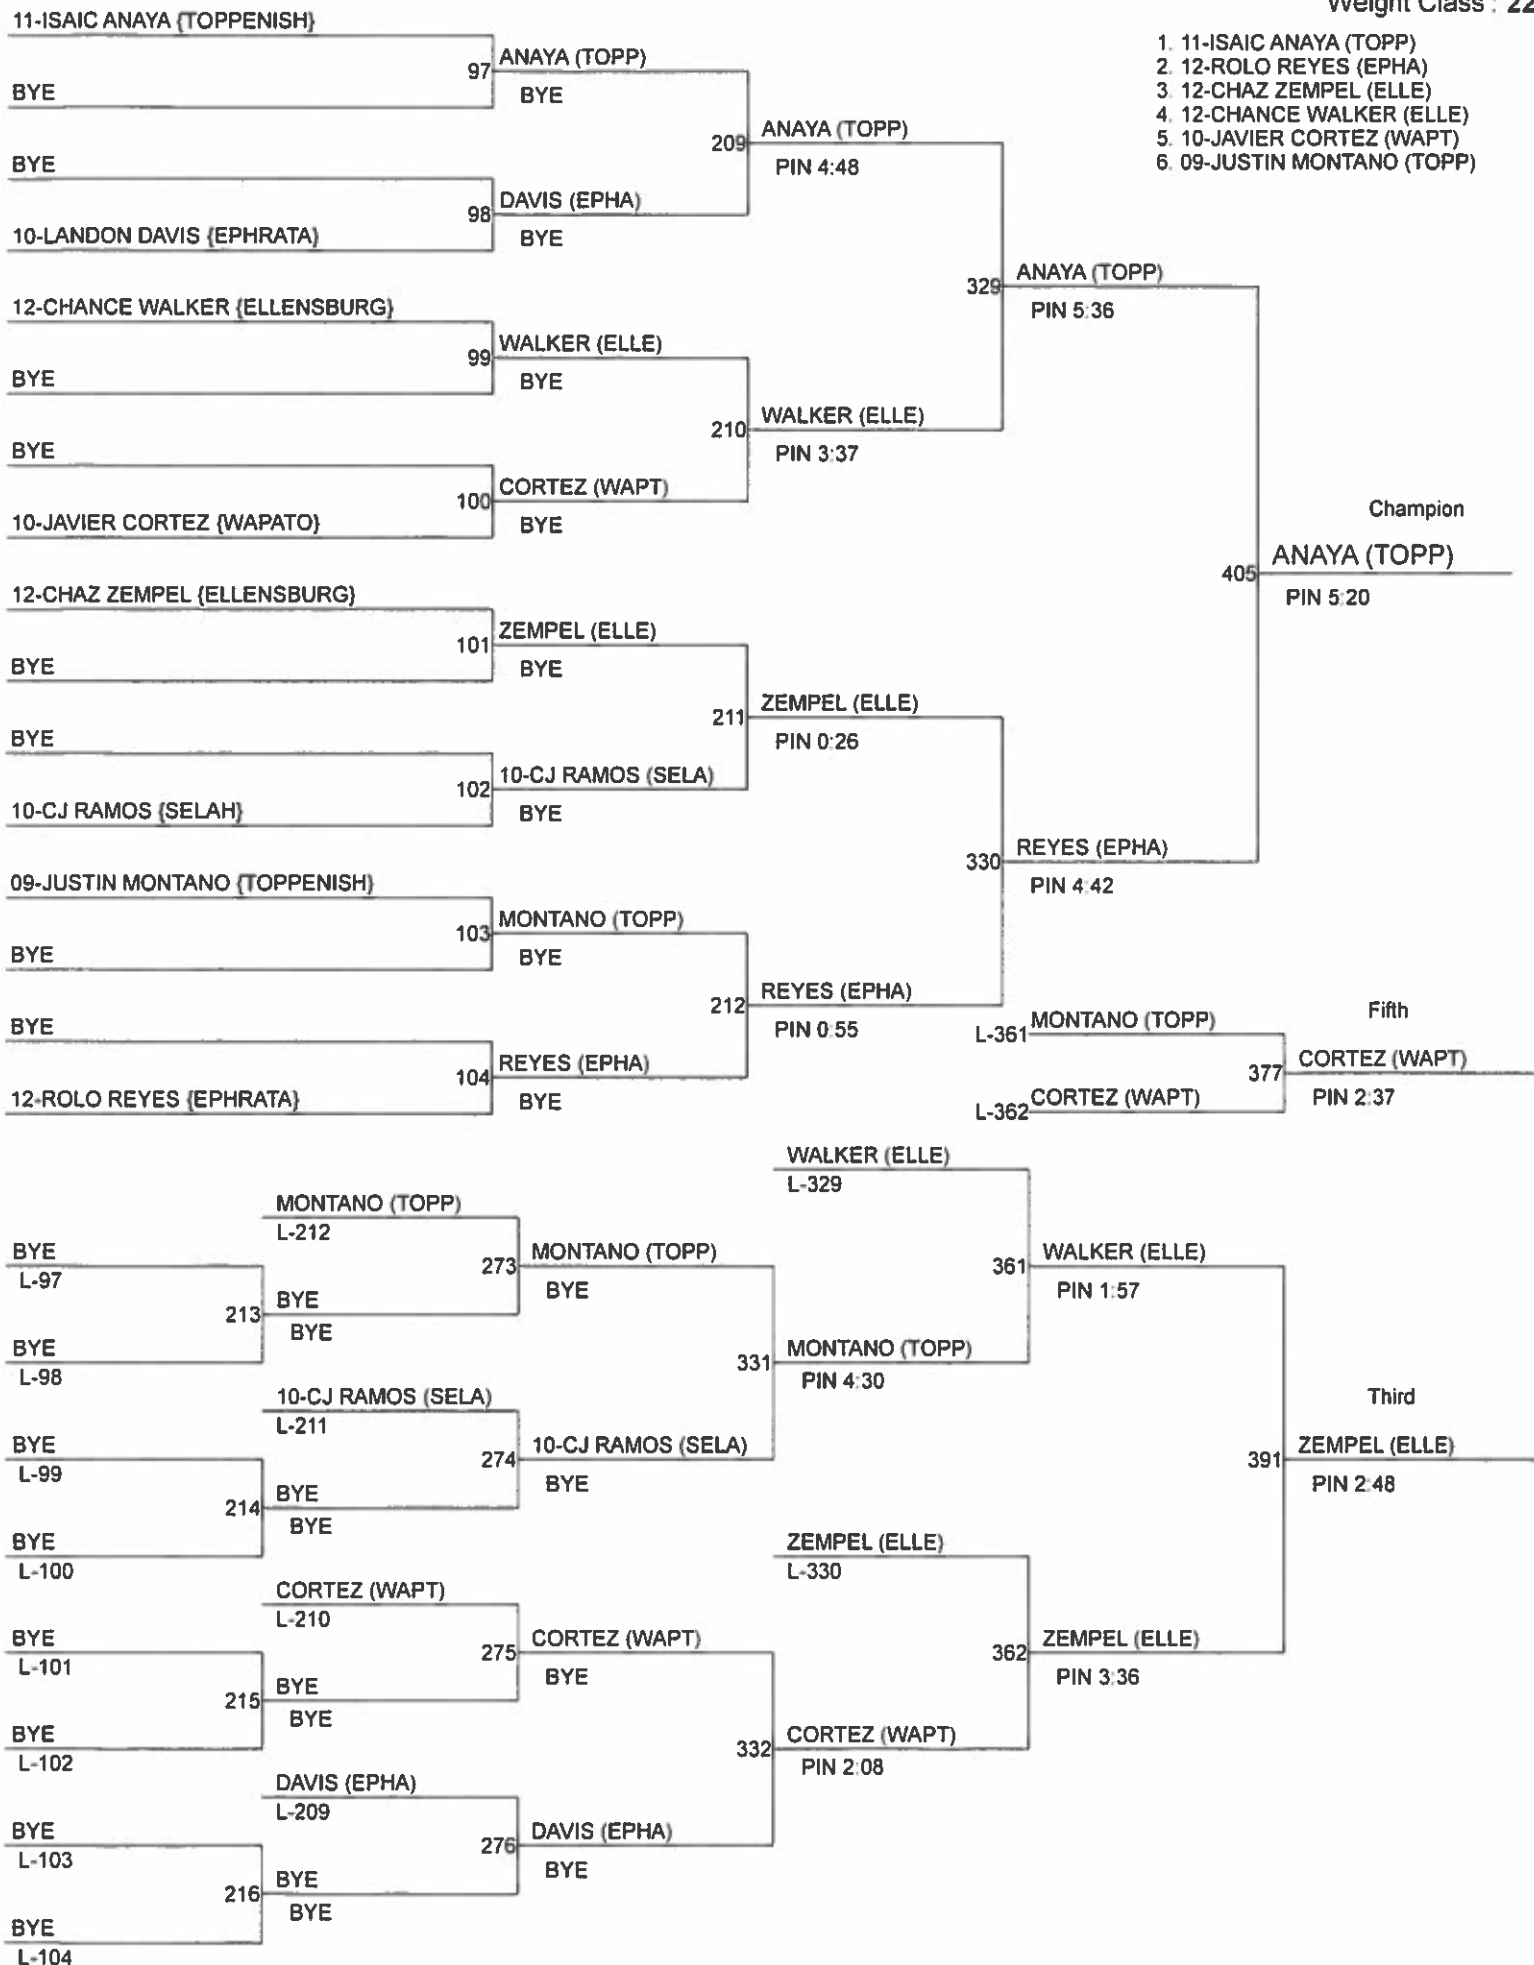 Weight Class : 22
1. 11-ISAIC ANAYA (TOPP)
2. 12-ROLO REYES (EPHA)
3. 12-CHAZ ZEMPEL (ELLE)
4. 12-CHANCE WALKER (ELLE)
5. 10-JAVIER CORTEZ (WAPT)
6. 09-JUSTIN MONTANO (TOPP)
11-ISAIC ANAYA {TOPPENISH}
97 ANAYA (TOPP)
BYE
BYE
209 ANAYA (TOPP)
PIN 4:48
BYE
98 DAVIS (EPHA)
BYE
10-LANDON DAVIS {EPHRATA}
329 ANAYA (TOPP)
PIN 5:36
12-CHANCE WALKER {ELLENSBURG}
99 WALKER (ELLE)
BYE
BYE
210 WALKER (ELLE)
PIN 3:37
BYE
100 CORTEZ (WAPT)
BYE
10-JAVIER CORTEZ {WAPATO}
Champion
405 ANAYA (TOPP)
PIN 5:20
12-CHAZ ZEMPEL {ELLENSBURG}
101 ZEMPEL (ELLE)
BYE
BYE
211 ZEMPEL (ELLE)
PIN 0:26
BYE
102 10-CJ RAMOS (SELA)
BYE
10-CJ RAMOS {SELAH}
330 REYES (EPHA)
PIN 4:42
09-JUSTIN MONTANO {TOPPENISH}
103 MONTANO (TOPP)
BYE
BYE
212 REYES (EPHA)
PIN 0:55
BYE
104 REYES (EPHA)
BYE
12-ROLO REYES {EPHRATA}
Fifth
L-361 MONTANO (TOPP)
377 CORTEZ (WAPT)
PIN 2:37
L-362 CORTEZ (WAPT)
WALKER (ELLE)
L-329
MONTANO (TOPP)
L-212
BYE
L-97
273 MONTANO (TOPP)
BYE
361 WALKER (ELLE)
PIN 1:57
213 BYE
BYE
BYE
L-98
331 MONTANO (TOPP)
PIN 4:30
10-CJ RAMOS (SELA)
L-211
Third
BYE
L-99
274 10-CJ RAMOS (SELA)
BYE
391 ZEMPEL (ELLE)
PIN 2:48
214 BYE
BYE
BYE
L-100
ZEMPEL (ELLE)
L-330
CORTEZ (WAPT)
L-210
BYE
L-101
275 CORTEZ (WAPT)
BYE
362 ZEMPEL (ELLE)
PIN 3:36
215 BYE
BYE
BYE
L-102
332 CORTEZ (WAPT)
PIN 2:08
DAVIS (EPHA)
L-209
BYE
L-103
276 DAVIS (EPHA)
BYE
216 BYE
BYE
BYE
L-104